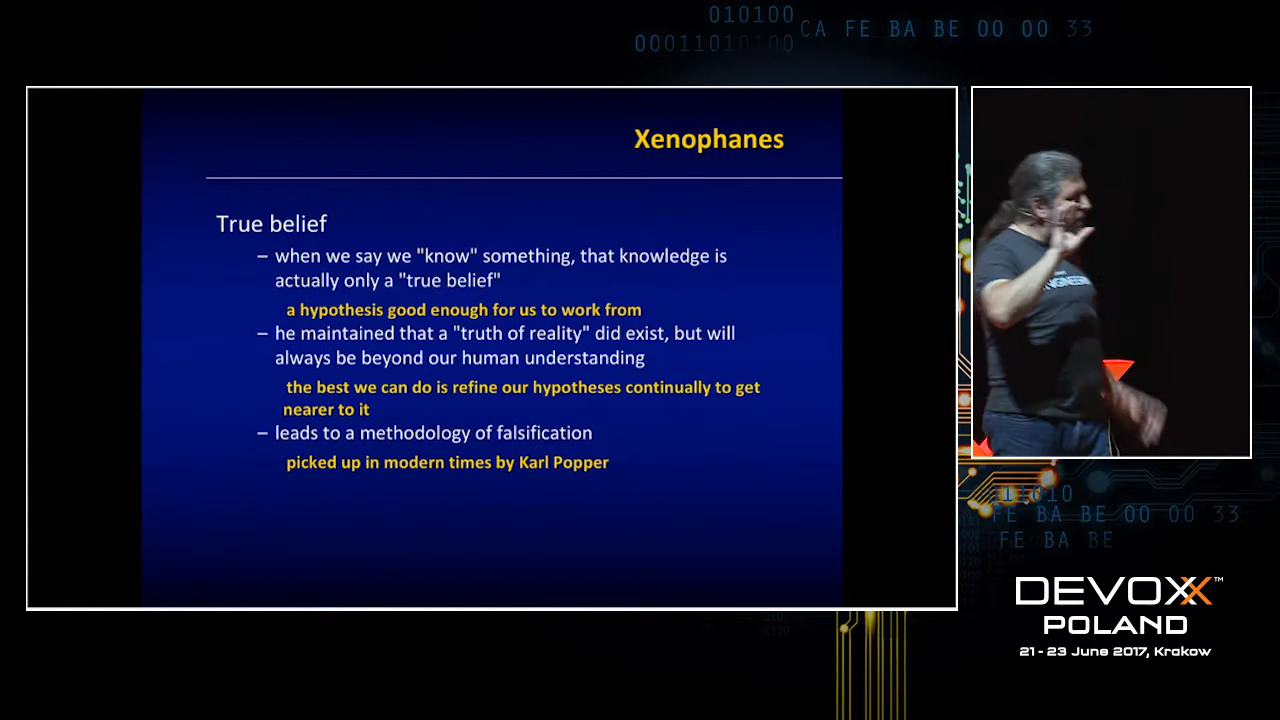 010100
00011010100
CA FE BA BE 00 00 33
Xenophanes
True belief
– when we say we "know" something, that knowledge is
actually only a "true belief"
a hypothesis good enough for us to work from
– he maintained that a "truth of reality" did exist, but will
always be beyond our human understanding
the best we can do is refine our hypotheses continually to get
nearer to it
– leads to a methodology of falsification
picked up in modern times by Karl Popper
011010
FE BA BE 00 00 33
FE BA BE
DEVOXX™
POLAND
21 - 23 June 2017, Krakow